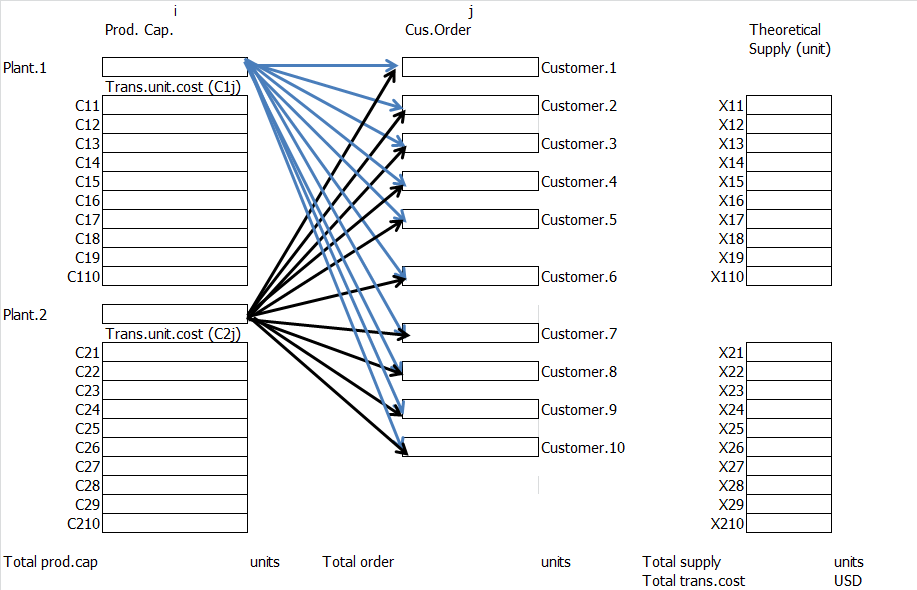 i j
Prod. Cap. Cus.Order Theoretical
Supply (unit)
Plant.1 Customer.1
Trans.unit.cost (C1j)
C11 Customer.2 X11
C12 X12
C13 Customer.3 X13
C14 X14
C15 Customer.4 X15
C16 X16
C17 Customer.5 X17
C18 X18
C19 X19
C110 Customer.6 X110
Plant.2
Trans.unit.cost (C2j) Customer.7
C21 X21
C22 Customer.8 X22
C23 X23
C24 Customer.9 X24
C25 X25
C26 Customer.10 X26
C27 X27
C28 X28
C29 X29
C210 X210
Total prod.cap units Total order units Total supply units
Total trans.cost USD